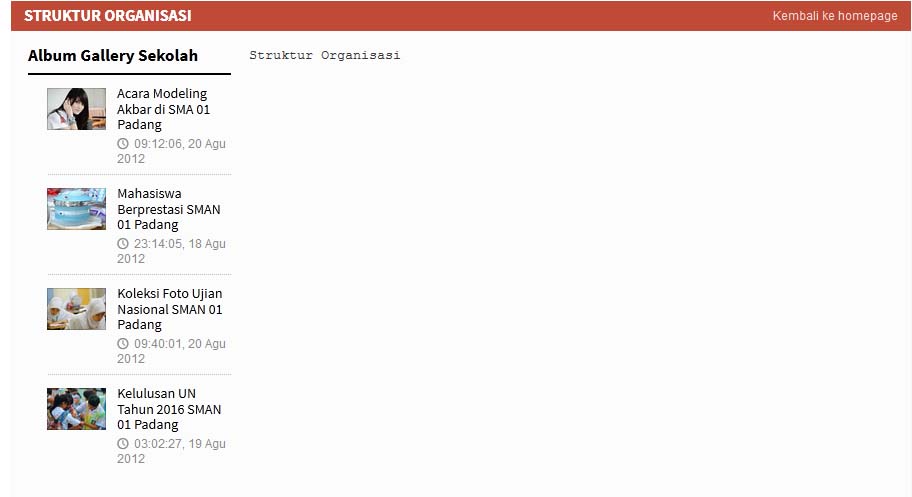 STRUKTUR ORGANISASI
Kembali ke homepage
Album Gallery Sekolah
Acara Modeling
Akbar di SMA 01
Padang
09:12:06, 20 Agu
2012
Mahasiswa
Berprestasi SMAN
01 Padang
23:14:05, 18 Agu
2012
Koleksi Foto Ujian
Nasional SMAN 01
Padang
09:40:01, 20 Agu
2012
Kelulusan UN
Tahun 2016 SMAN
01 Padang
03:02:27, 19 Agu
2012
Struktur Organisasi